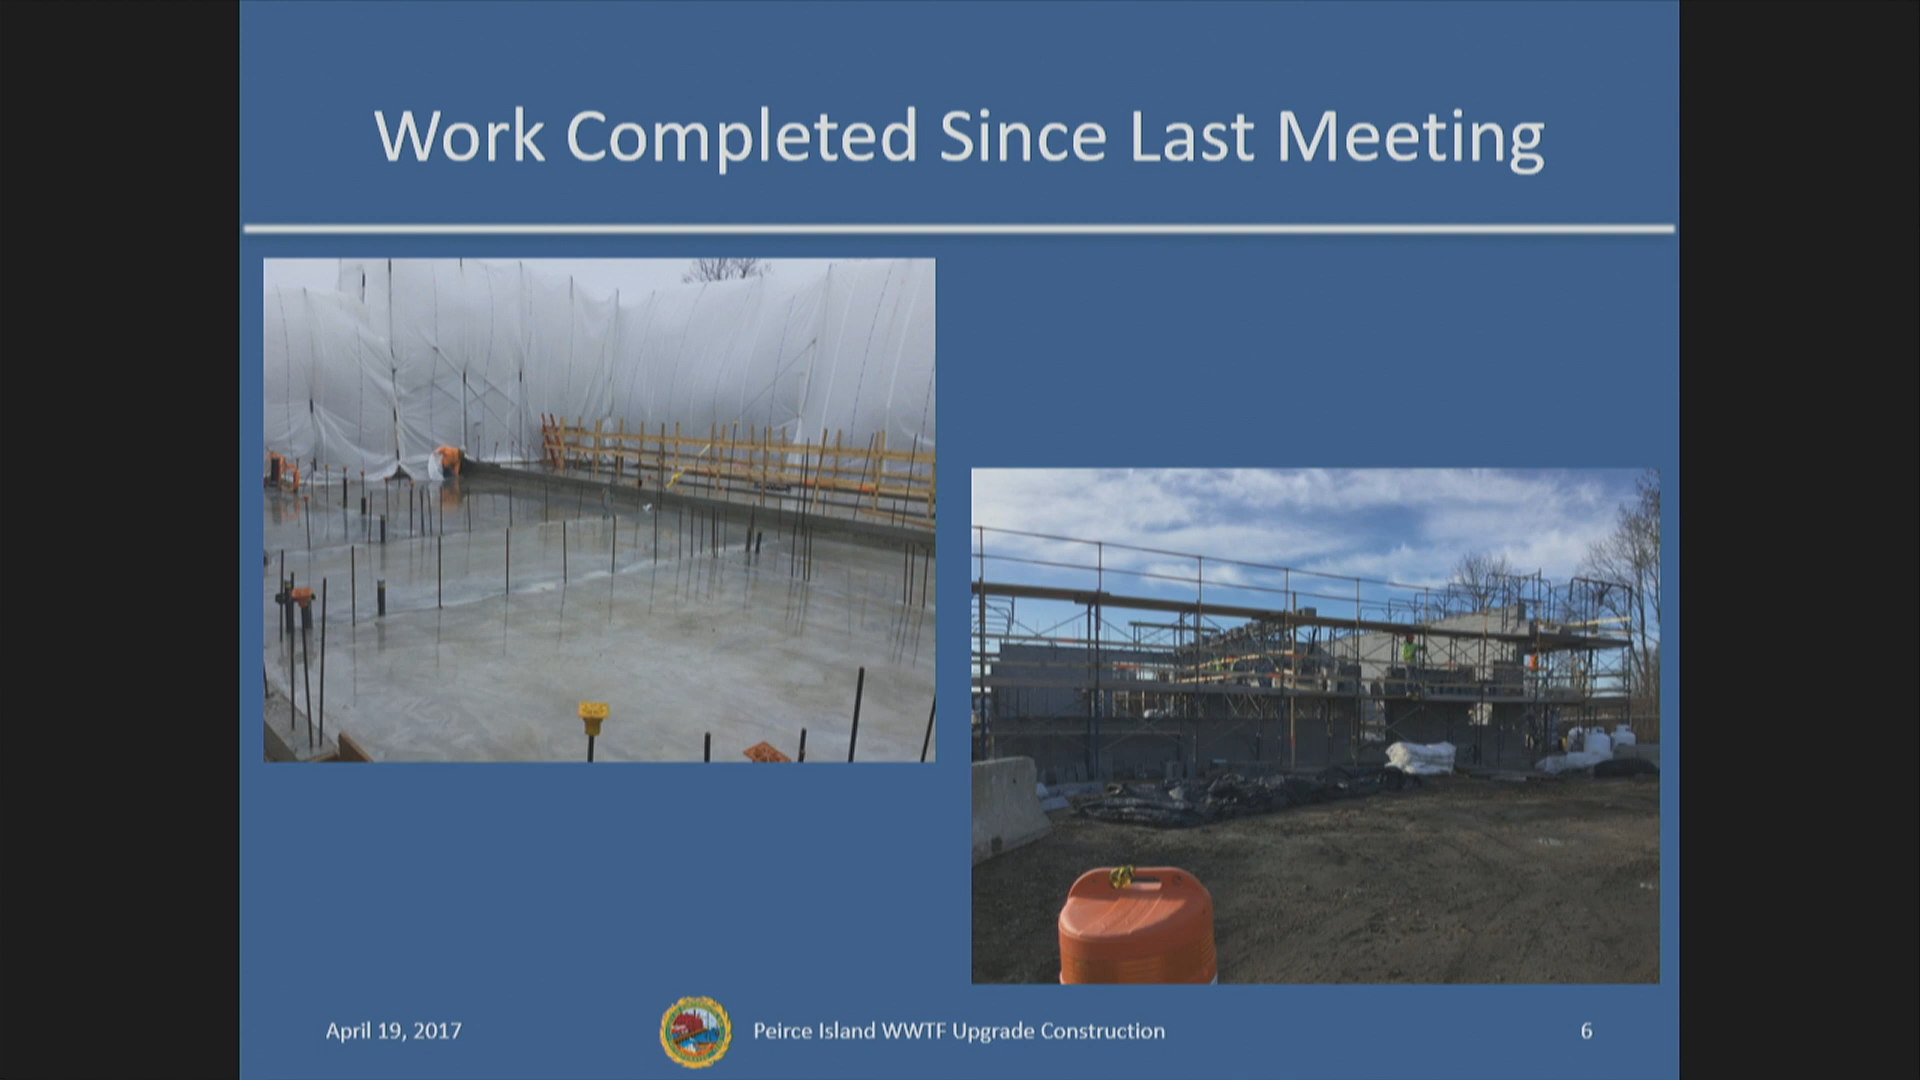 Work Completed Since Last Meeting
April 19, 2017
Peirce Island WWTF Upgrade Construction
6